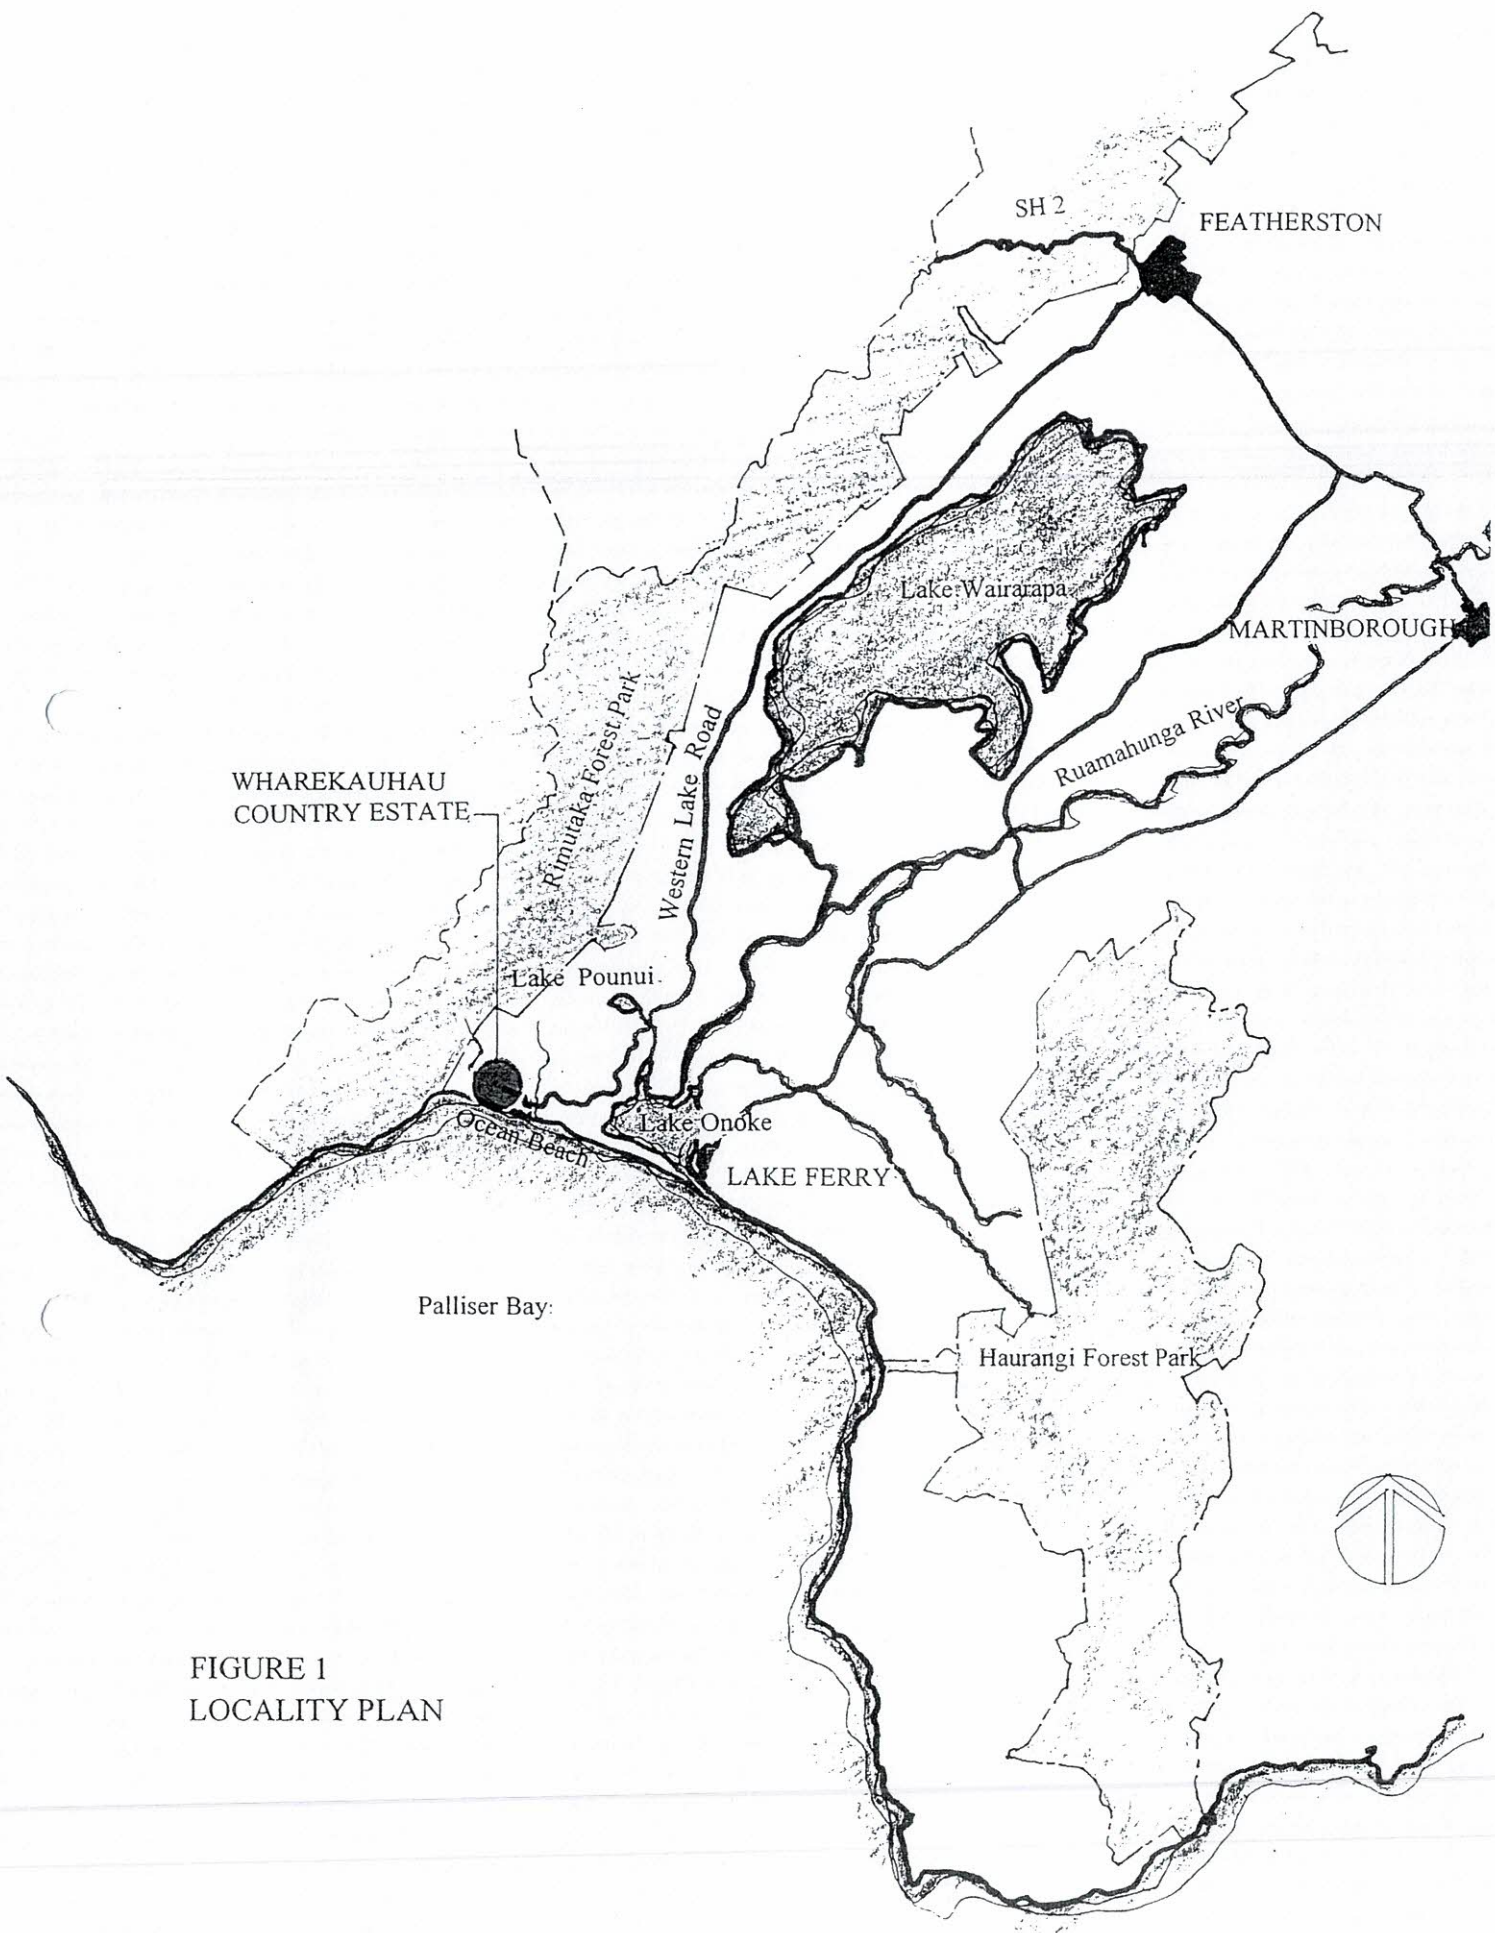 SH 2
FEATHERSTON
Lake Wairarapa
MARTINBOROUGH
Rimutaka Forest Park
Western Lake Road
Ruamahunga River
WHAREKAUHAU
COUNTRY ESTATE
Lake Pounui
Ocean Beach
Lake Onoke
LAKE FERRY
Palliser Bay
Haurangi Forest Park
FIGURE 1
LOCALITY PLAN